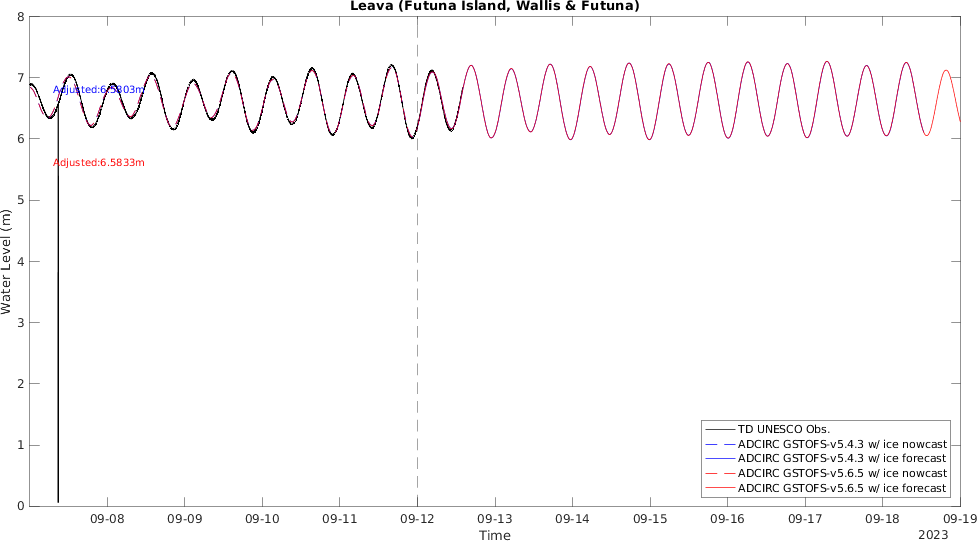 Leava (Futuna Island, Wallis & Futuna)
8
7
6
5
4
3
2
1
0
Water Level (m)
Adjusted:6.5803m
Adjusted:6.5833m
TD UNESCO Obs.
ADCIRC GSTOFS-v5.4.3 w/ ice nowcast
ADCIRC GSTOFS-v5.4.3 w/ ice forecast
ADCIRC GSTOFS-v5.6.5 w/ ice nowcast
ADCIRC GSTOFS-v5.6.5 w/ ice forecast
09-08 09-09 09-10 09-11 09-12 09-13 09-14 09-15 09-16 09-17 09-18 09-19
Time
2023